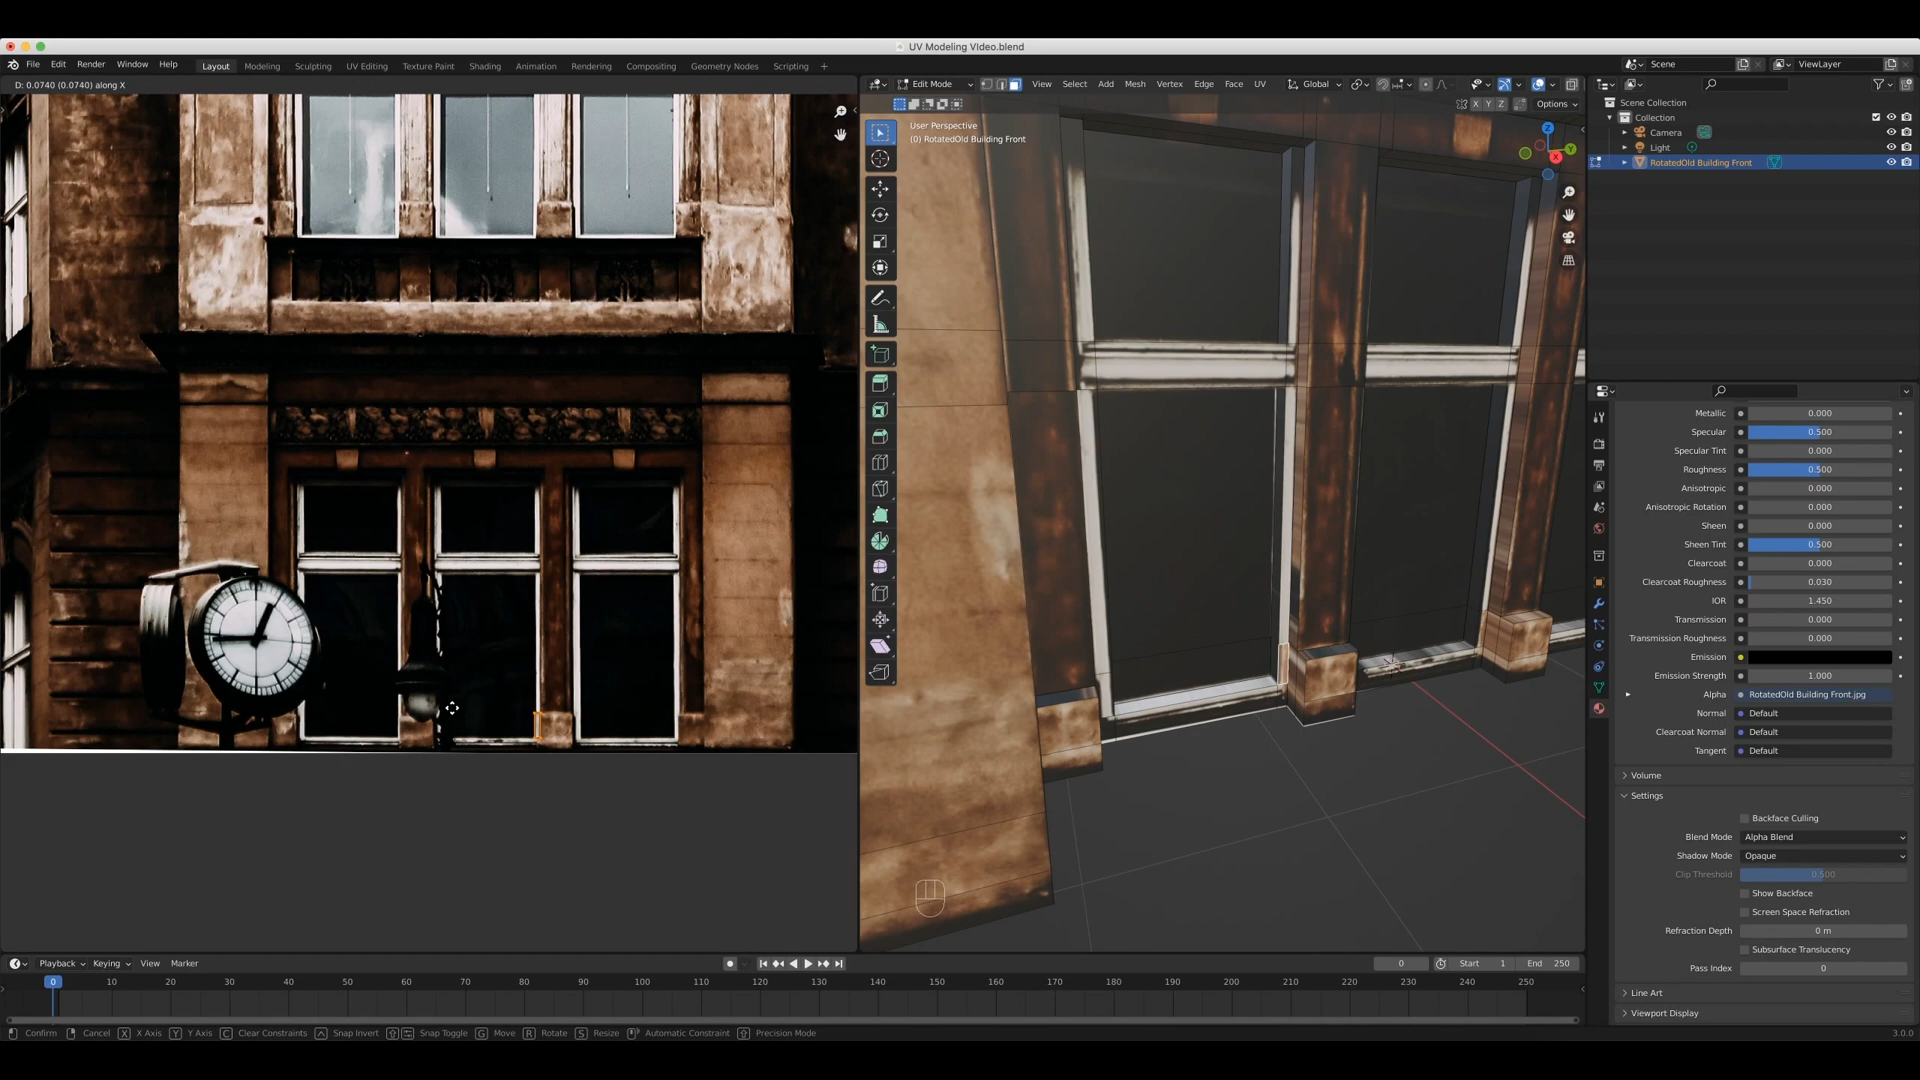 UV Modeling VIdeo.blend
File Edit Render Window Help Layout Modeling Sculpting UV Editing Texture Paint Shading Animation Rendering Compositing Geometry Nodes Scripting + Scene ViewLayer
D: 0.0740 (0.0740) along X
Edit Mode View Select Add Mesh Vertex Edge Face UV Global
X Y Z Options
User Perspective
(0) RotatedOld Building Front
Z
Y
X
Scene Collection
Collection
Camera
Light
RotatedOld Building Front
Metallic 0.000
Specular 0.500
Specular Tint 0.000
Roughness 0.500
Anisotropic 0.000
Anisotropic Rotation 0.000
Sheen 0.000
Sheen Tint 0.500
Clearcoat 0.000
Clearcoat Roughness 0.030
IOR 1.450
Transmission 0.000
Transmission Roughness 0.000
Emission
Emission Strength 1.000
Alpha RotatedOld Building Front.jpg
Normal Default
Clearcoat Normal Default
Tangent Default
Volume
Settings
Backface Culling
Blend Mode Alpha Blend
Shadow Mode Opaque
Clip Threshold 0.500
Show Backface
Screen Space Refraction
Refraction Depth 0 m
Subsurface Translucency
Pass Index 0
Line Art
Viewport Display
Playback Keying View Marker 0 Start 1 End 250
0 10 20 30 40 50 60 70 80 90 100 110 120 130 140 150 160 170 180 190 200 210 220 230 240 250
Confirm Cancel X X Axis Y Y Axis C Clear Constraints Snap Invert Snap Toggle G Move R Rotate S Resize Automatic Constraint Precision Mode 3.0.0